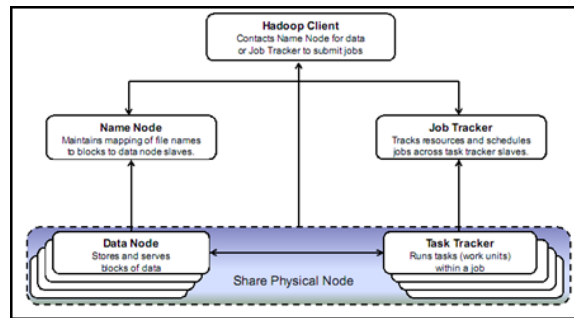 Hadoop Client
Contacts Name Node for data
or Job Tracker to submit jobs
Name Node
Maintains mapping of file names
to blocks to data node slaves.
Job Tracker
Tracks resources and schedules
jobs across task tracker slaves.
Data Node
Stores and serves
blocks of data
Task Tracker
Runs tasks (work units)
within a job
Share Physical Node